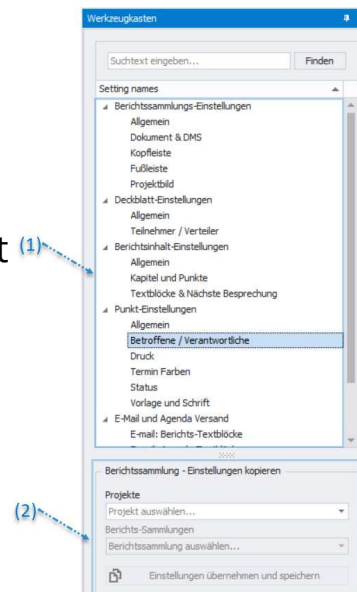 Werkzeugkasten
Suchtext eingeben...
Finden
Setting names
Berichtssammlungs-Einstellungen
Allgemein
Dokument & DMS
Kopfleiste
Fußleiste
Projektbild
Deckblatt-Einstellungen
Allgemein
Teilnehmer / Verteiler
t (1)
Berichtsinhalt-Einstellungen
Allgemein
Kapitel und Punkte
Textblöcke & Nächste Besprechung
Punkt-Einstellungen
Allgemein
Betroffene / Verantwortliche
Druck
Termin Farben
Status
Vorlage und Schrift
E-Mail und Agenda Versand
E-mail: Berichts-Textblöcke
Berichtssammlung - Einstellungen kopieren
Projekte
(2)
Projekt auswählen...
Berichts-Sammlungen
Berichtssammlung auswählen...
Einstellungen übernehmen und speichern